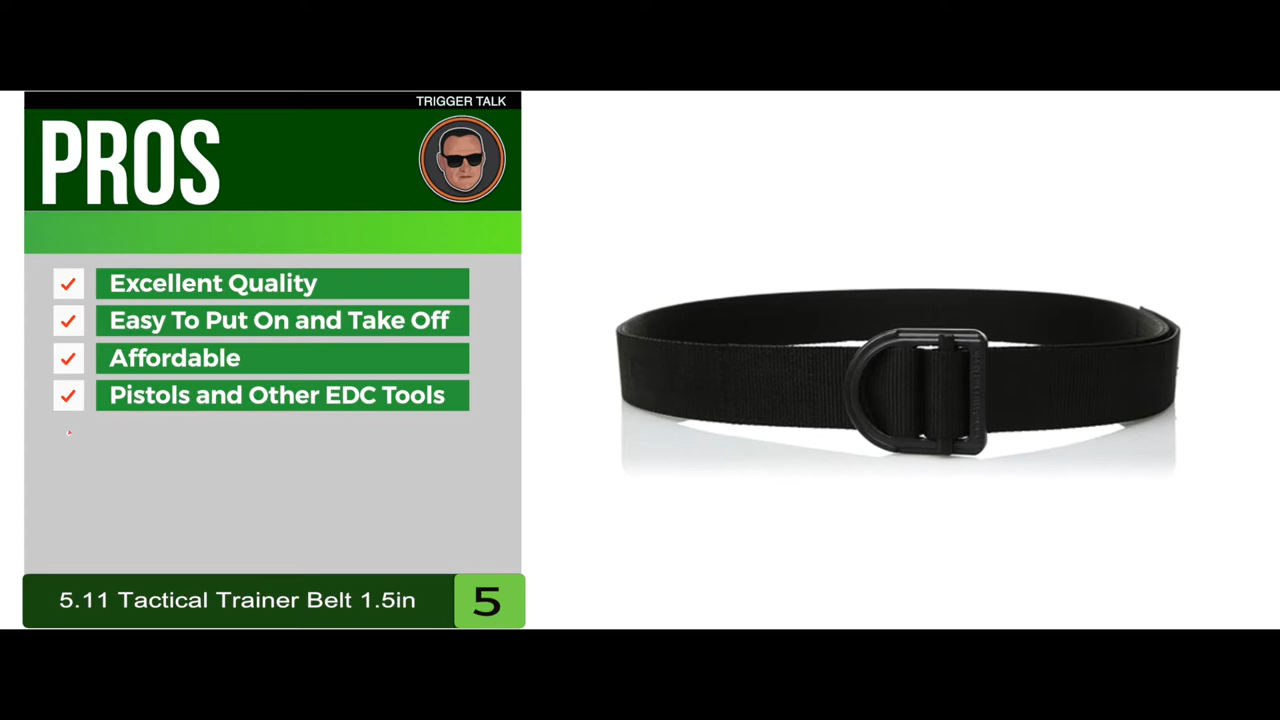 TRIGGER TALK
PROS
Excellent Quality
Easy To Put On and Take Off
Affordable
Pistols and Other EDC Tools
5.11 Tactical Trainer Belt 1.5in
5